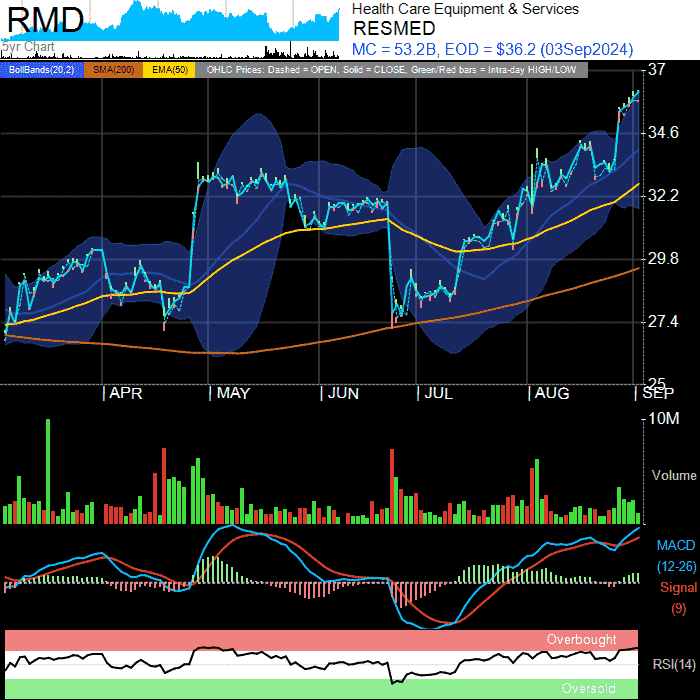 RMD
5yr Chart
Health Care Equipment & Services
RESMED
MC = 53.2B, EOD = $36.2 (03Sep2024)
BollBands(20,2) SMA(200) EMA(50) OHLC Prices: Dashed = OPEN, Solid = CLOSE, Green/Red bars = Intra-day HIGH/LOW
37
34.6
32.2
29.8
27.4
25
APR MAY JUN JUL AUG SEP
10M
Volume
MACD
(12-26)
Signal
(9)
Overbought
RSI(14)
Oversold